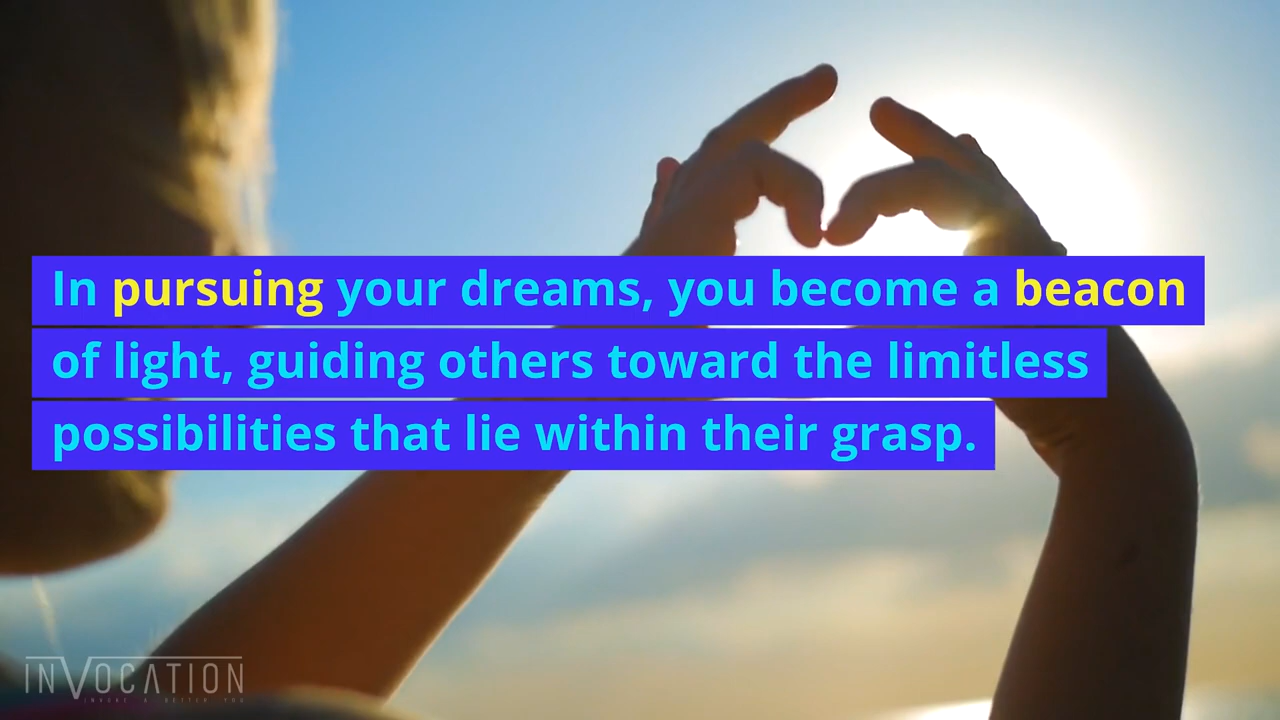 In pursuing your dreams, you become a beacon
of light, guiding others toward the limitless
possibilities that lie within their grasp.
INVOCATION